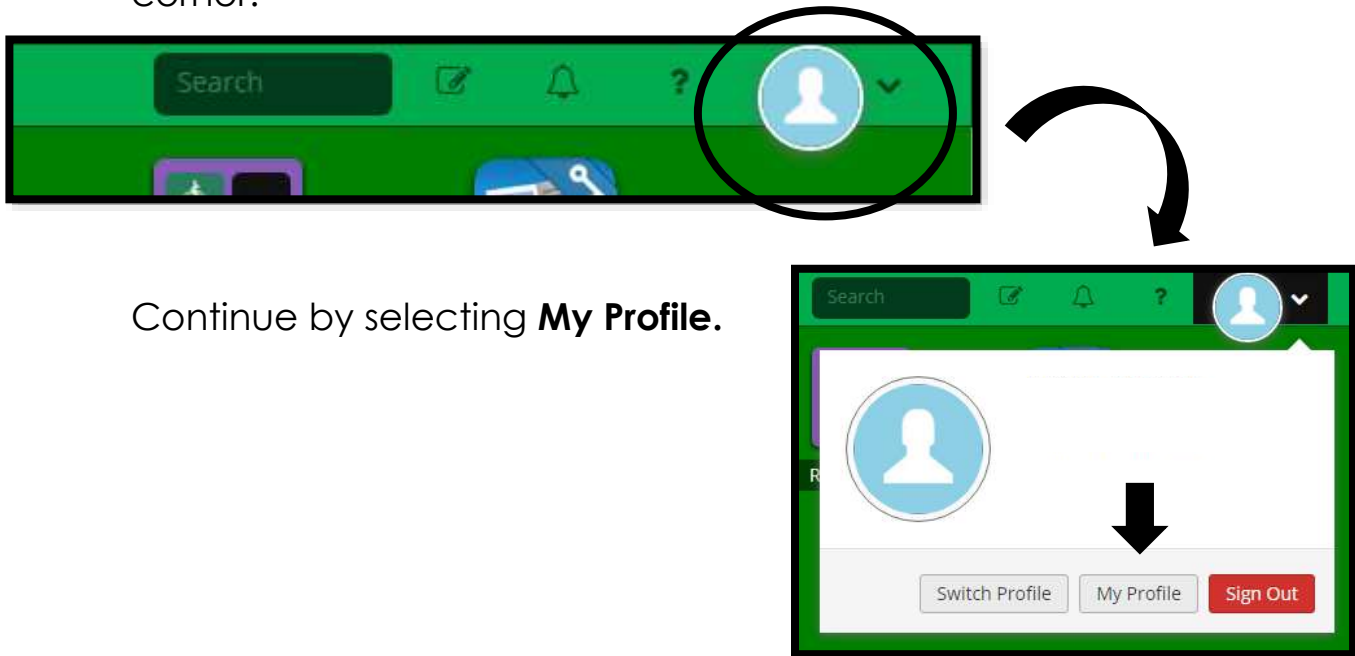 corner.
Search
?
Continue by selecting My Profile.
Search
?
R
Switch Profile My Profile Sign Out